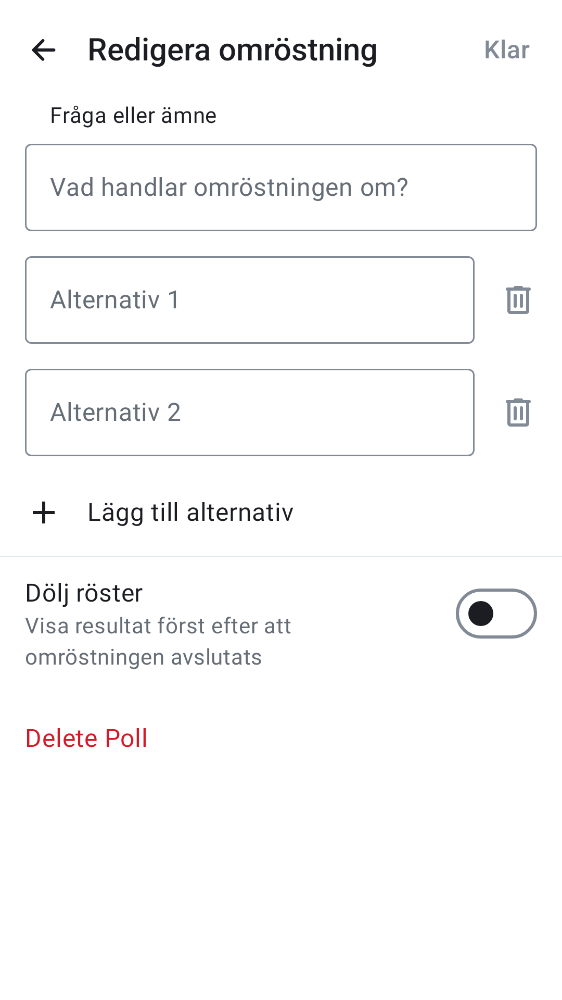 Redigera omröstning
Klar
Fråga eller ämne
Vad handlar omröstningen om?
Alternativ 1
Alternativ 2
Lägg till alternativ
Dölj röster
Visa resultat först efter att
omröstningen avslutats
Delete Poll